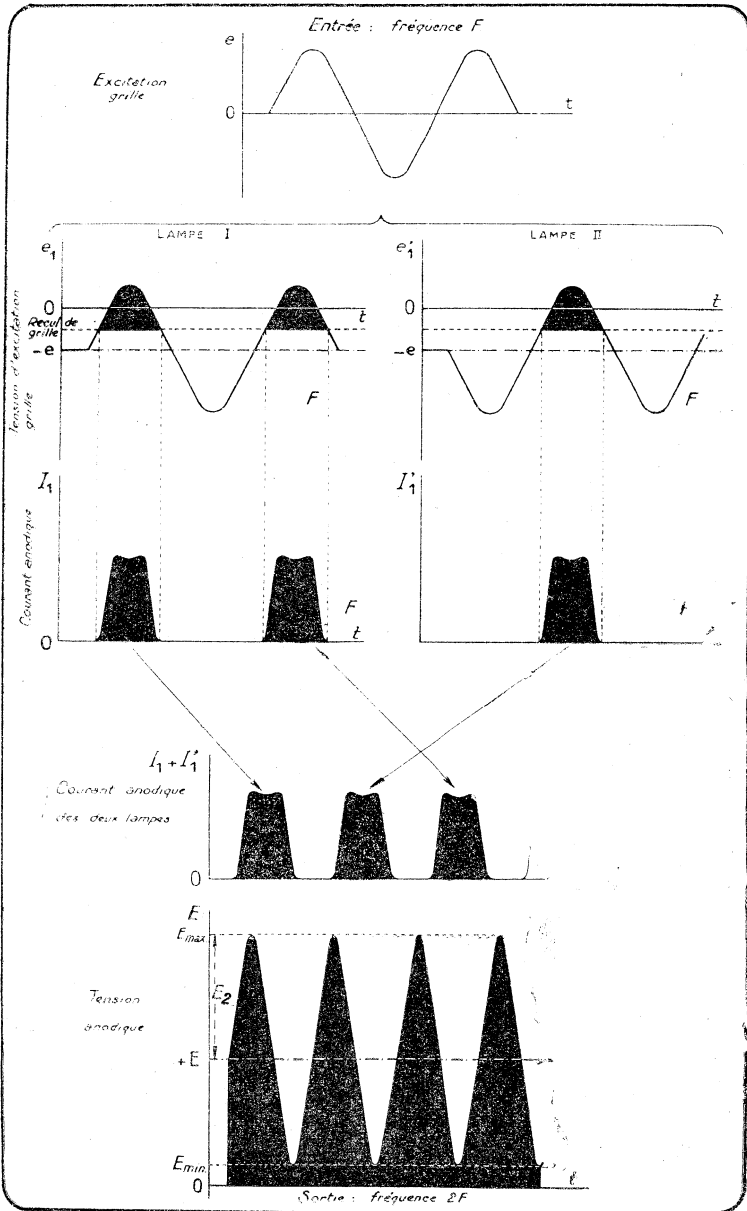 Entrée : fréquence F
e
Excitation
grille
0
t
LAMPE I
LAMPE II
e₁
e'₁
0
t
0
t
Recul de
grille
-e
-e
Tension d'excitation
grille
F
F
I₁
I'₁
Courant anodique
F
t
0
I₁ + I'₁
Courant anodique
des deux lampes
0
E
E max.
E₂
Tension
anodique
+E
E min.
0
t
Sortie : fréquence 2F